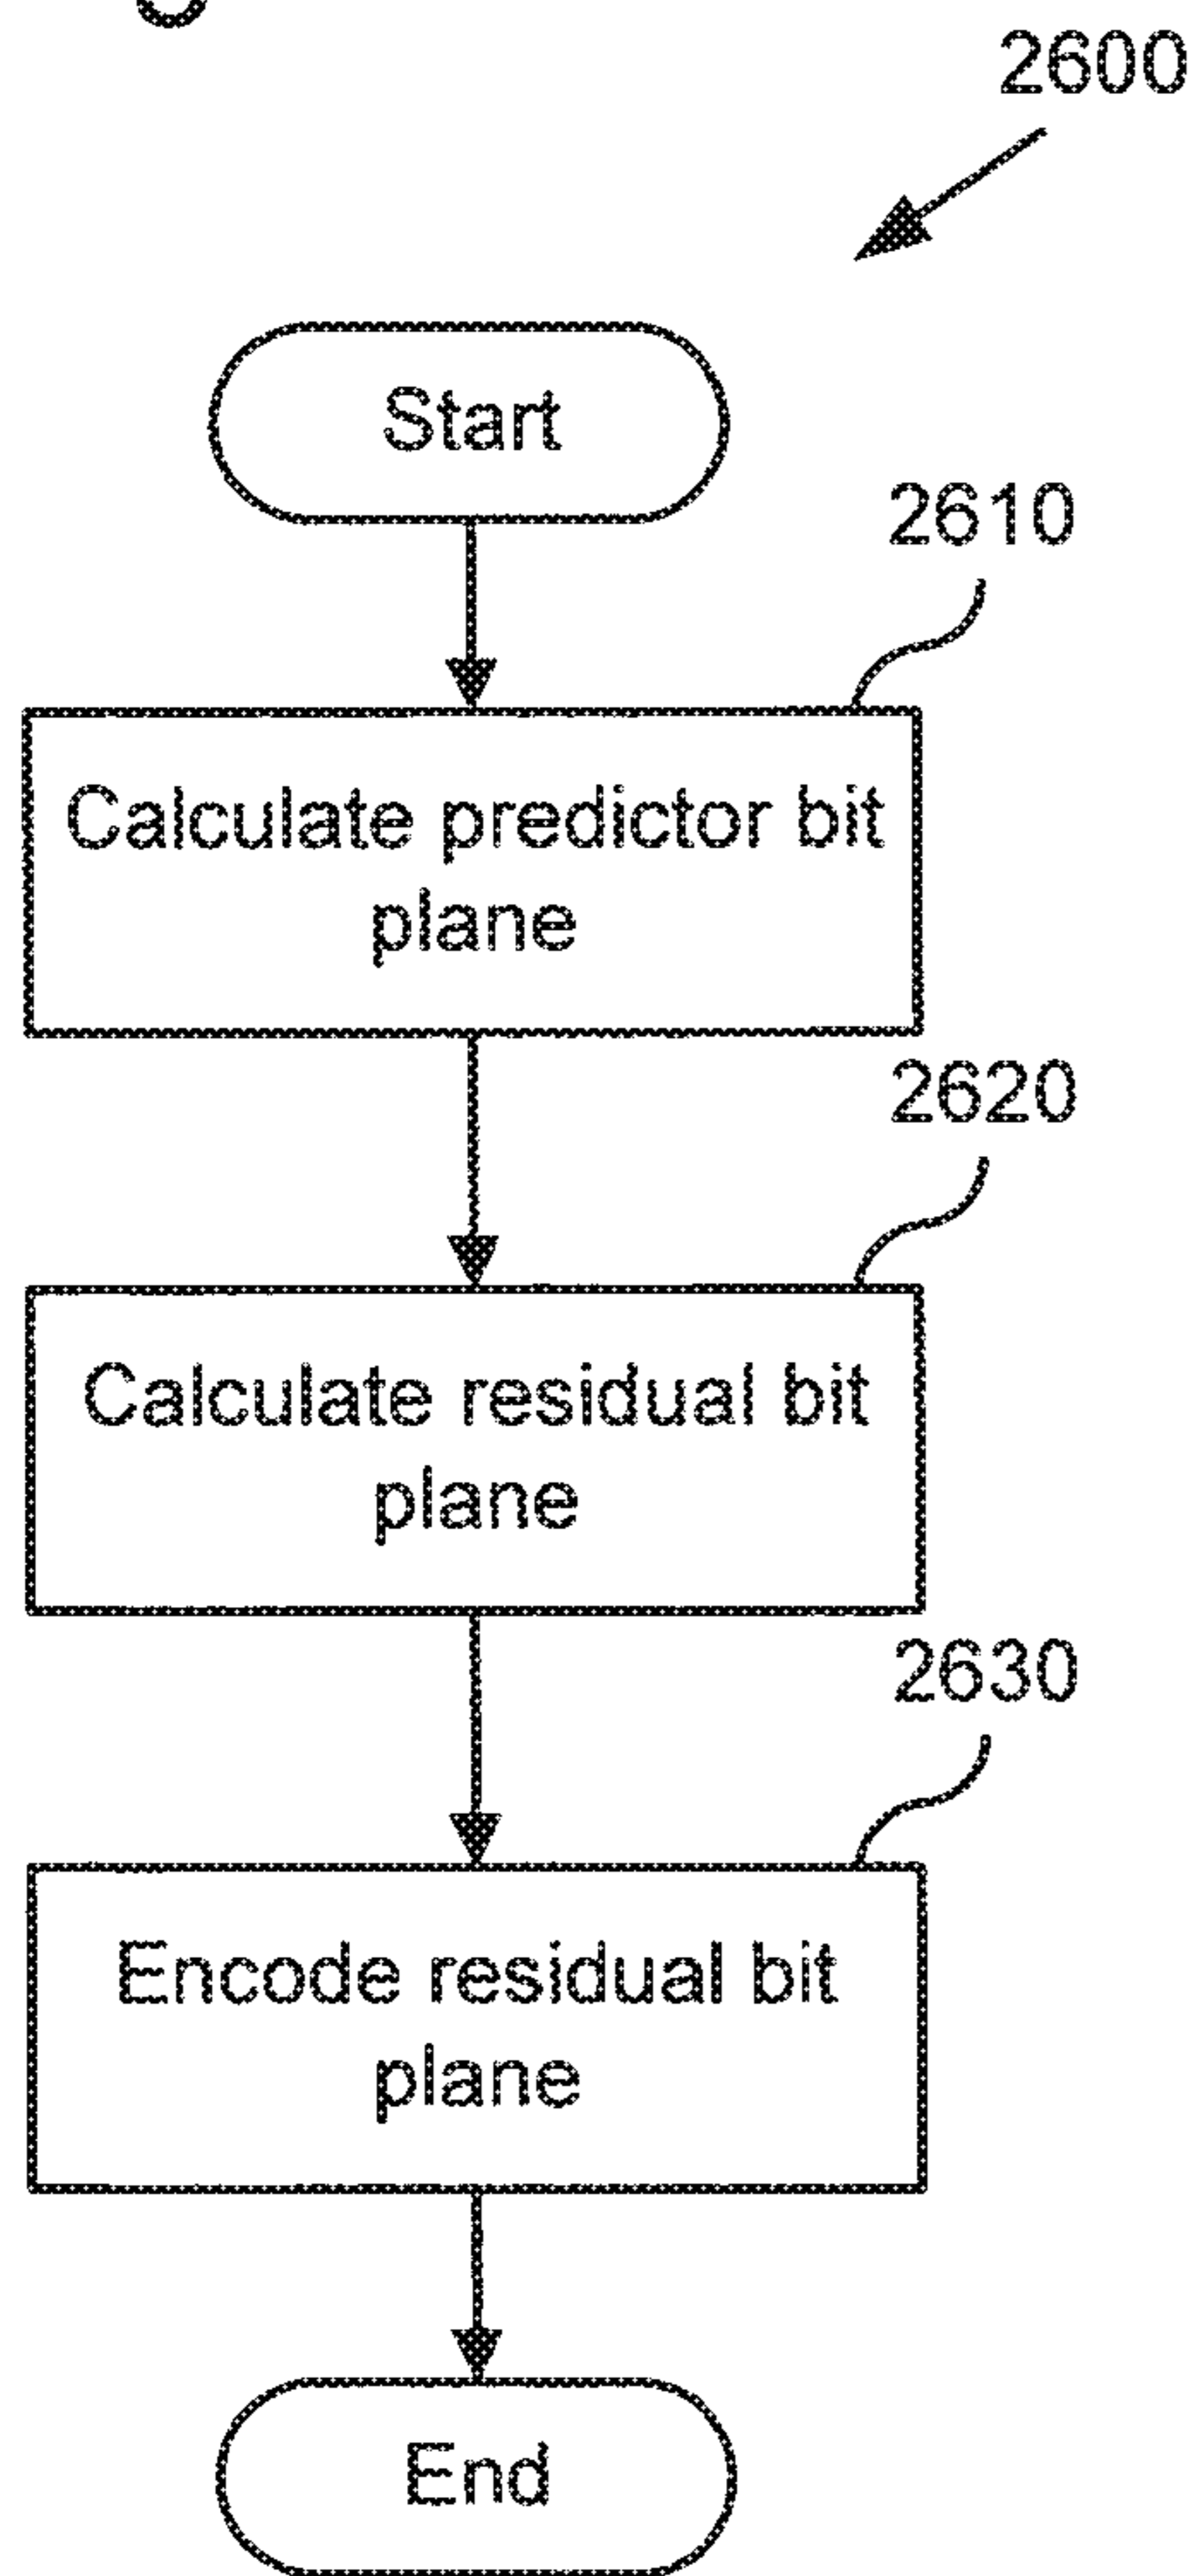 2600
Start
2610
Calculate predictor bit
plane
2620
Calculate residual bit
plane
2630
Encode residual bit
plane
End